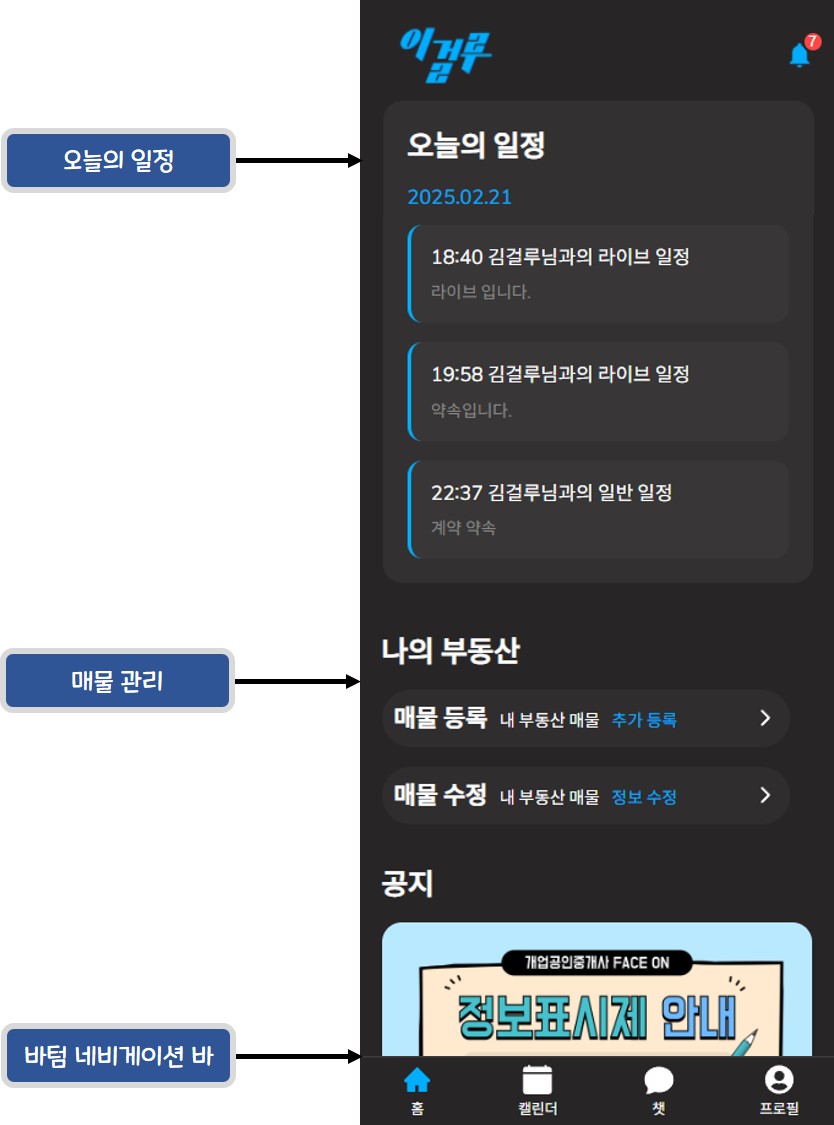 이걸루
7
오늘의 일정
오늘의 일정
2025.02.21
18:40 김걸루님과의 라이브 일정
라이브 입니다.
19:58 김걸루님과의 라이브 일정
약속입니다.
22:37 김걸루님과의 일반 일정
계약 약속
매물 관리
나의 부동산
매물 등록 내 부동산 매물 추가 등록
매물 수정 내 부동산 매물 정보 수정
공지
개업공인중개사 FACE ON
정보표시제 안내
바텀 네비게이션 바
홈 캘린더 챗 프로필